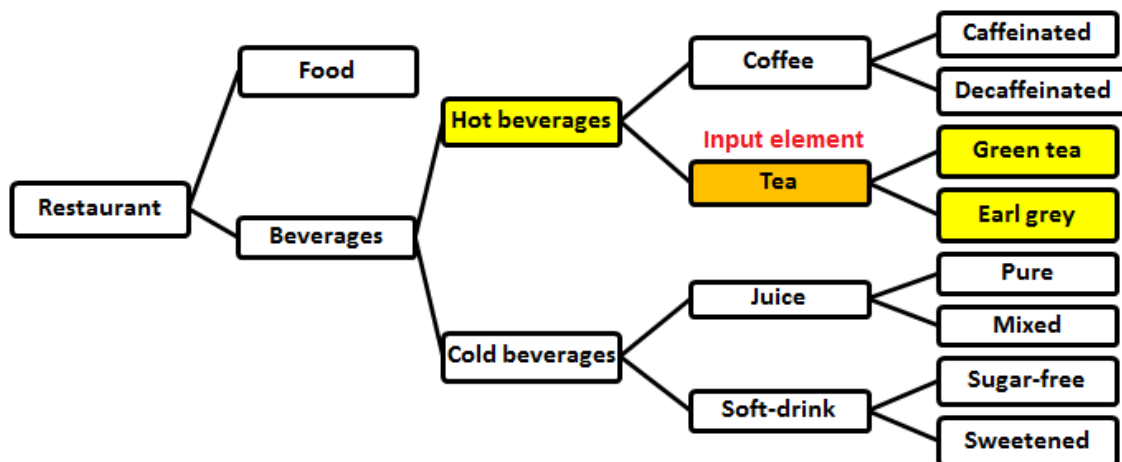 Restaurant
Food
Beverages
Hot beverages
Cold beverages
Coffee
Input element
Tea
Juice
Soft-drink
Caffeinated
Decaffeinated
Green tea
Earl grey
Pure
Mixed
Sugar-free
Sweetened